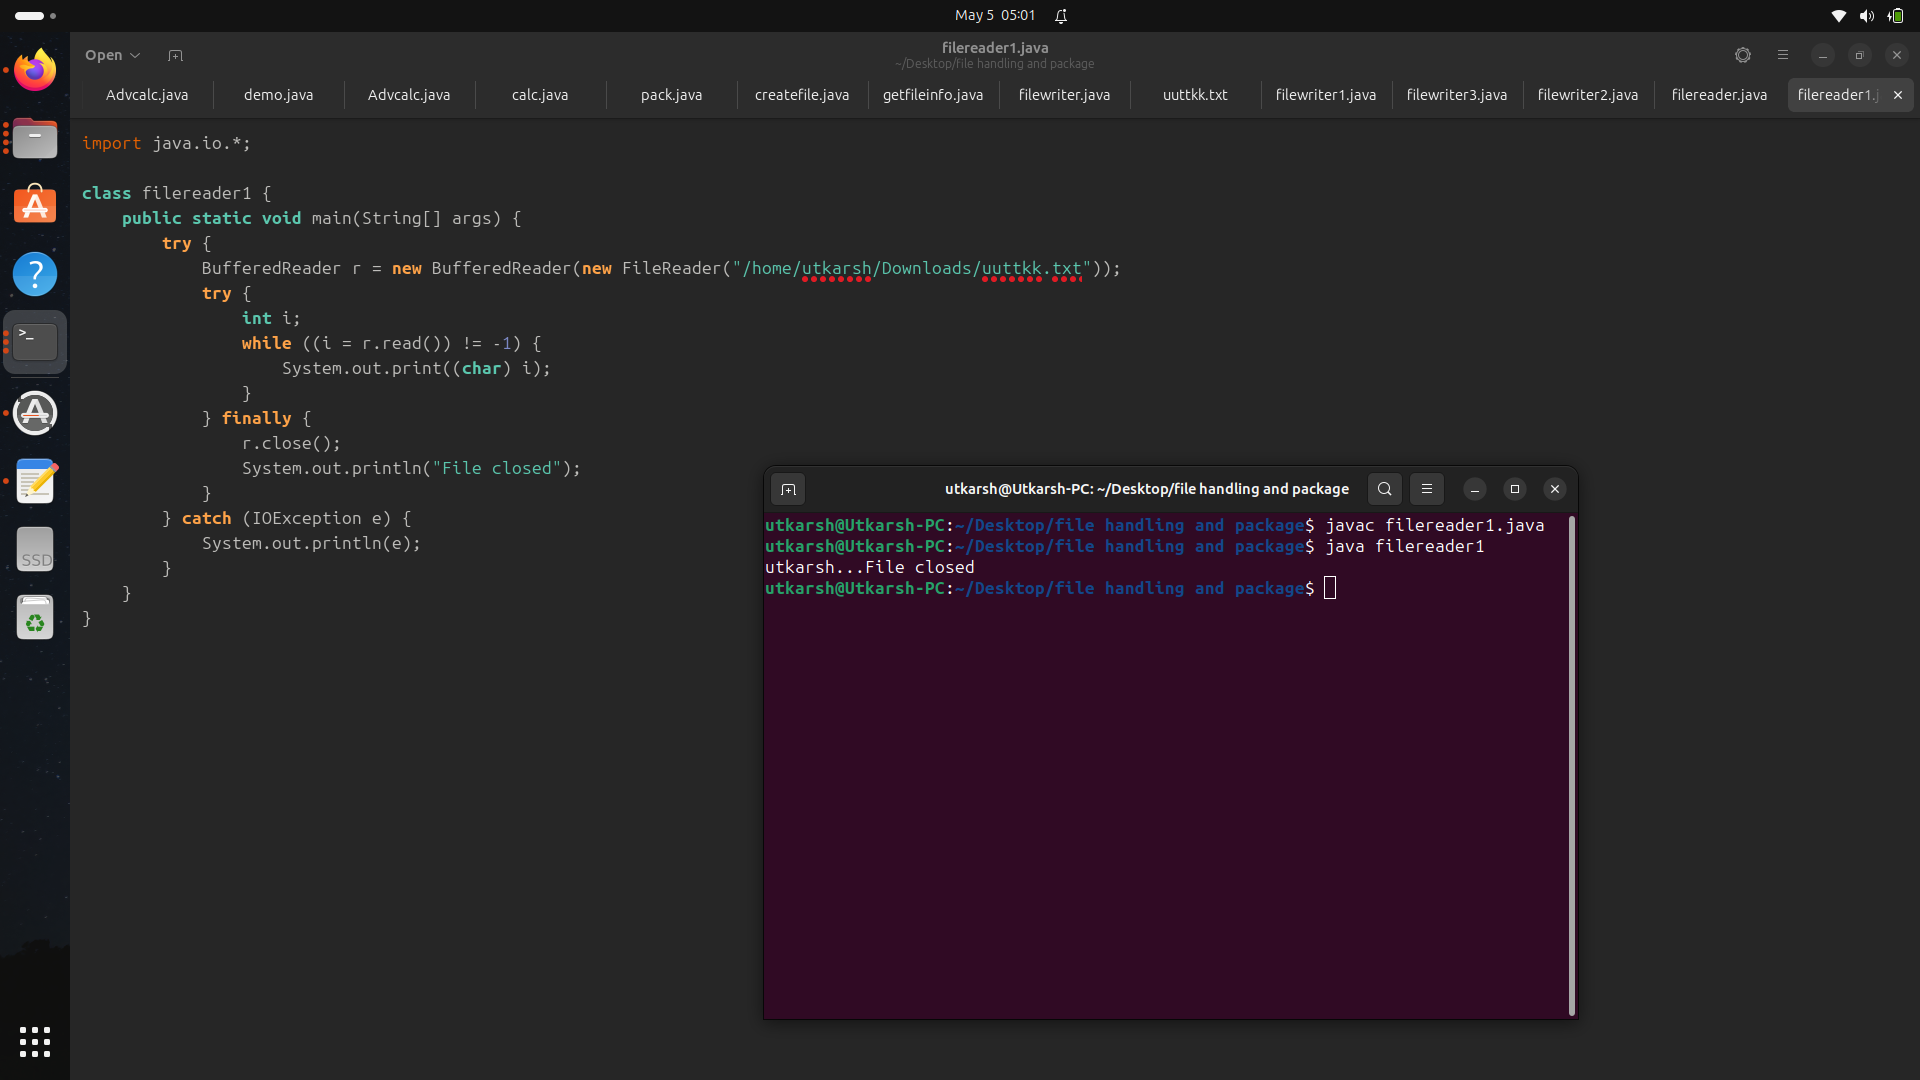 May 5 05:01
Open
filereader1.java
~/Desktop/file handling and package
Advcalc.java demo.java Advcalc.java calc.java pack.java createfile.java getfileinfo.java filewriter.java uuttkk.txt filewriter1.java filewriter3.java filewriter2.java filereader.java filereader1.j
import java.io.*;
class filereader1 {
    public static void main(String[] args) {
        try {
            BufferedReader r = new BufferedReader(new FileReader("/home/utkarsh/Downloads/uuttkk.txt"));
            try {
                int i;
                while ((i = r.read()) != -1) {
                    System.out.print((char) i);
                }
            } finally {
                r.close();
                System.out.println("File closed");
            }
        } catch (IOException e) {
            System.out.println(e);
        }
    }
}
utkarsh@Utkarsh-PC: ~/Desktop/file handling and package
utkarsh@Utkarsh-PC:~/Desktop/file handling and package$ javac filereader1.java
utkarsh@Utkarsh-PC:~/Desktop/file handling and package$ java filereader1
utkarsh...File closed
utkarsh@Utkarsh-PC:~/Desktop/file handling and package$
>_
?
SSD